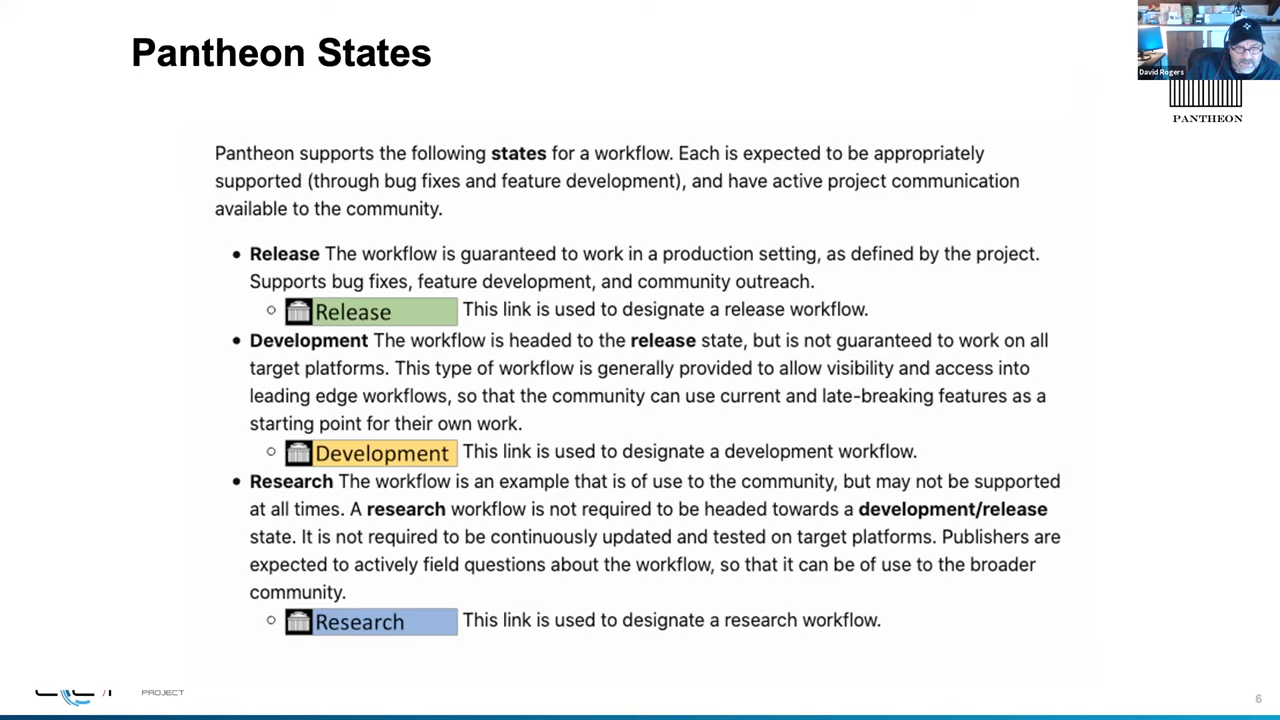 Pantheon States
David Rogers
PANTHEON
Pantheon supports the following states for a workflow. Each is expected to be appropriately
supported (through bug fixes and feature development), and have active project communication
available to the community.
• Release The workflow is guaranteed to work in a production setting, as defined by the project.
Supports bug fixes, feature development, and community outreach.
○ Release This link is used to designate a release workflow.
• Development The workflow is headed to the release state, but is not guaranteed to work on all
target platforms. This type of workflow is generally provided to allow visibility and access into
leading edge workflows, so that the community can use current and late-breaking features as a
starting point for their own work.
○ Development This link is used to designate a development workflow.
• Research The workflow is an example that is of use to the community, but may not be supported
at all times. A research workflow is not required to be headed towards a development/release
state. It is not required to be continuously updated and tested on target platforms. Publishers are
expected to actively field questions about the workflow, so that it can be of use to the broader
community.
○ Research This link is used to designate a research workflow.
PROJECT
6